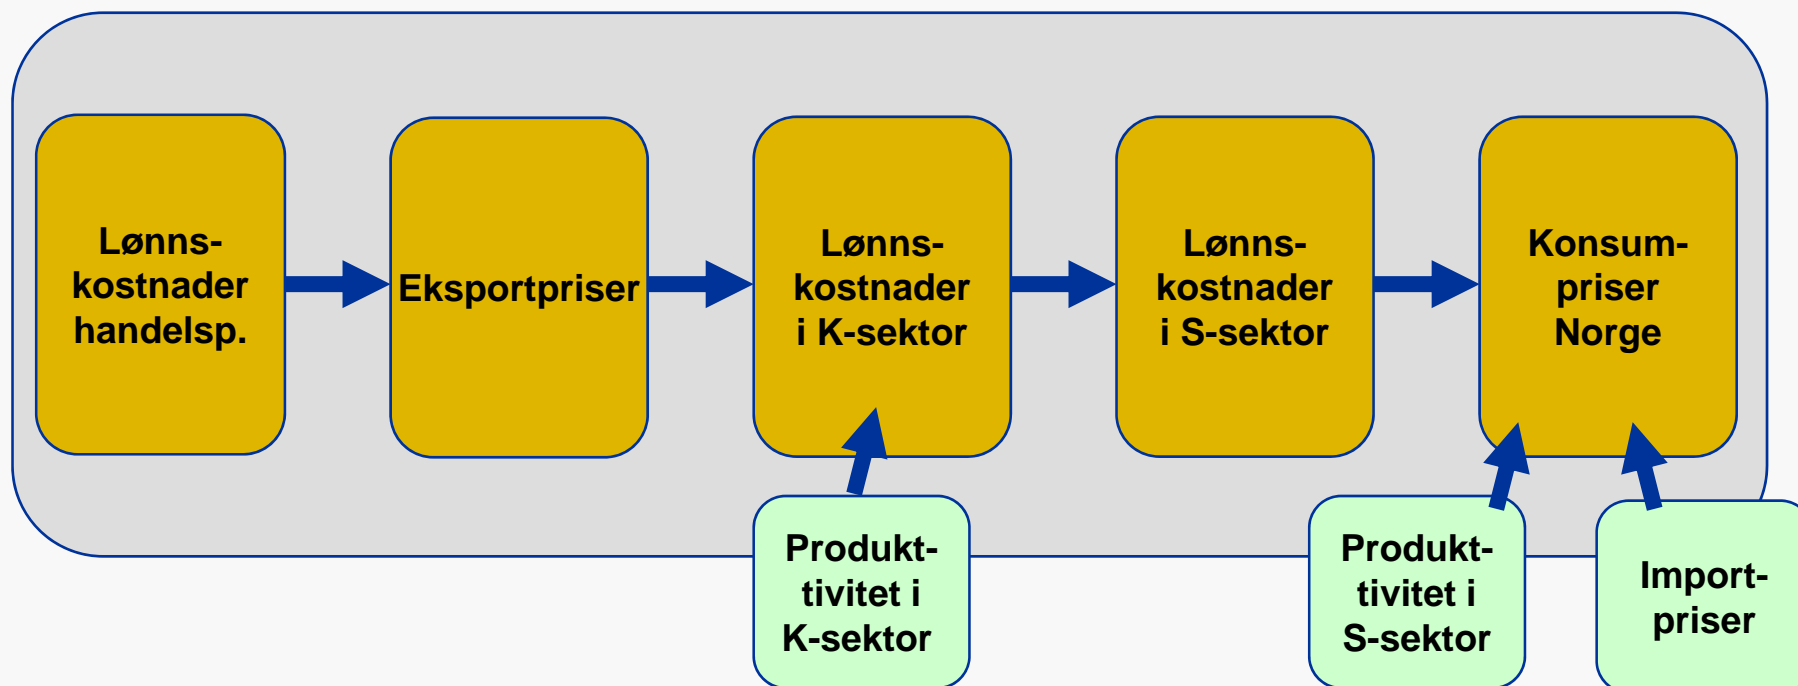 Lønns-
kostnader
handelsp.
Eksportpriser
Lønns-
kostnader
i K-sektor
Lønns-
kostnader
i S-sektor
Konsum-
priser
Norge
Produkt-
tivitet i
K-sektor
Produkt-
tivitet i
S-sektor
Import-
priser